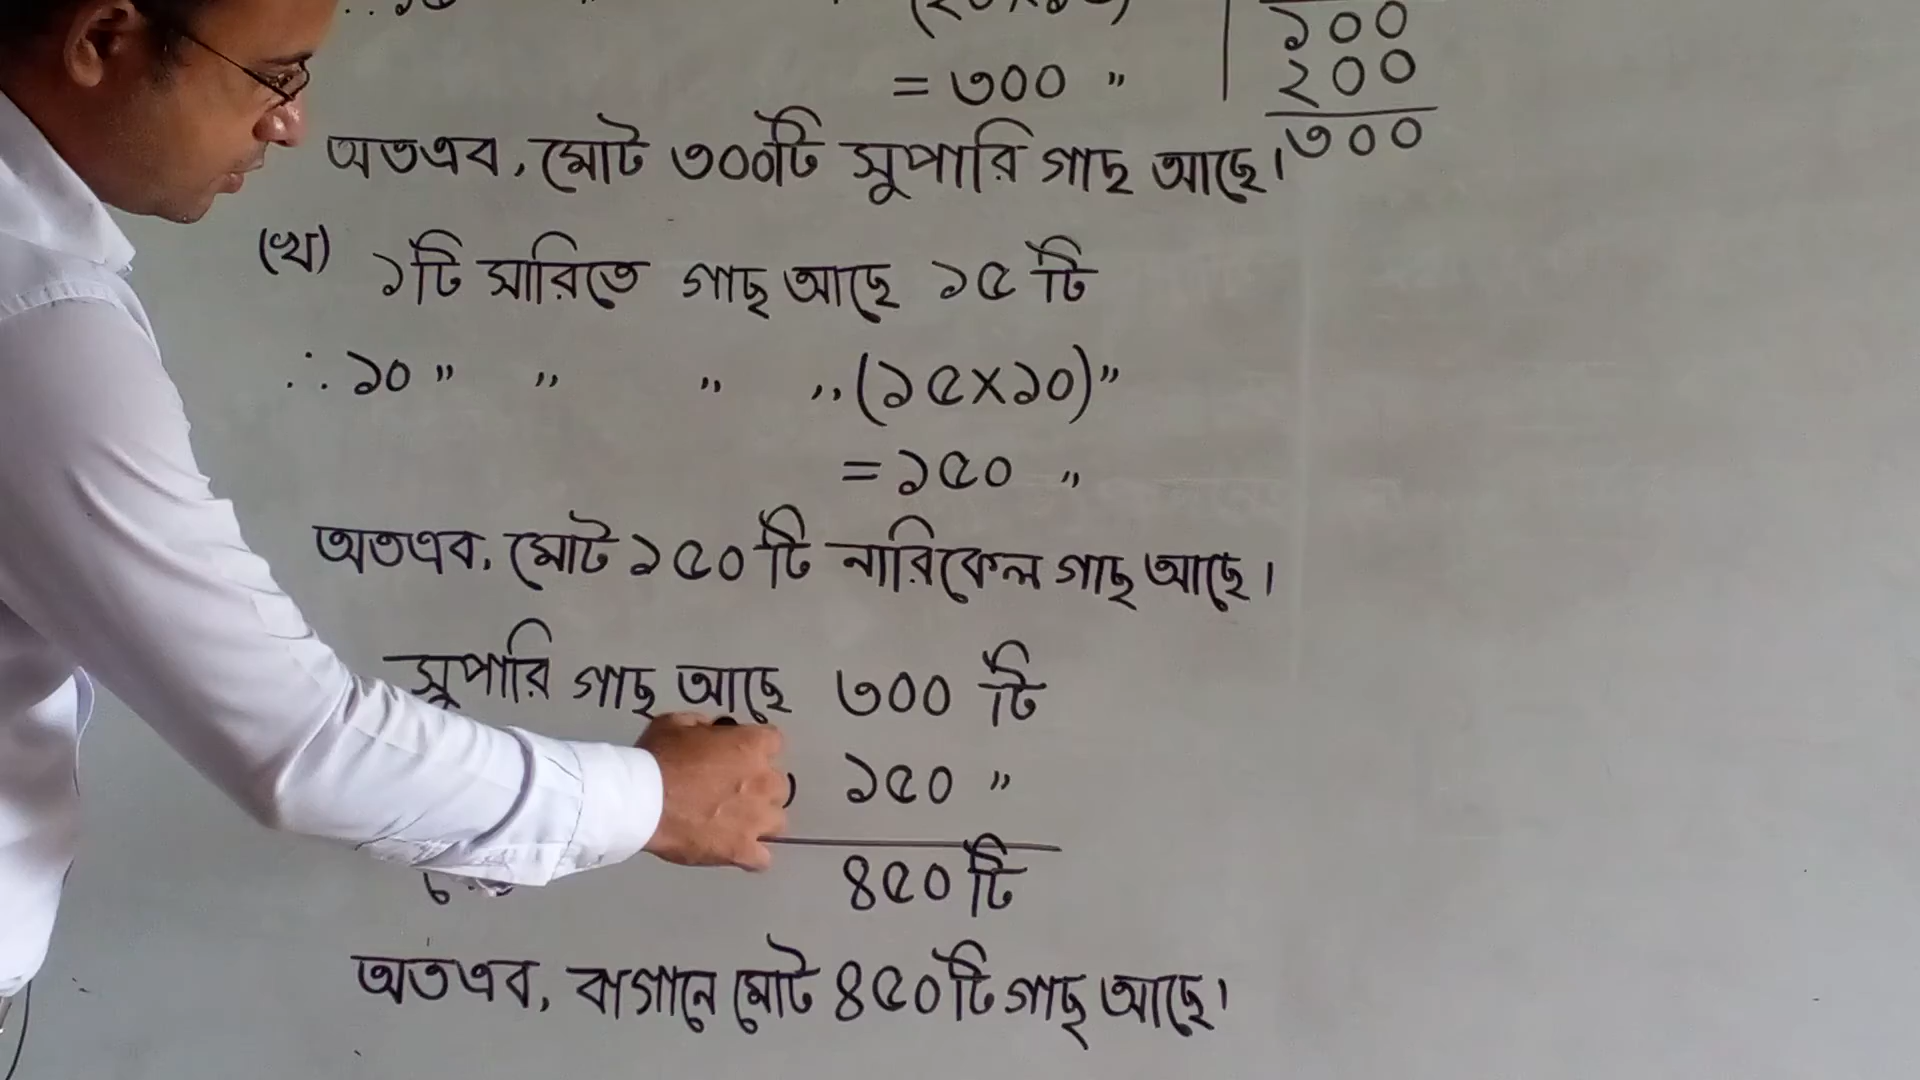 = ৩০০ "
১০০
২০০
৩০০
অতএব, মোট ৩০০টি সুপারি গাছ আছে।
(খ) ১টি সারিতে গাছ আছে ১৫ টি
∴ ১০ " " " " (১৫×১০) "
= ১৫০ "
অতএব, মোট ১৫০ টি নারিকেল গাছ আছে।
সুপারি গাছ আছে ৩০০ টি
১৫০ "
৪৫০ টি
অতএব, বাগানে মোট ৪৫০ টি গাছ আছে।